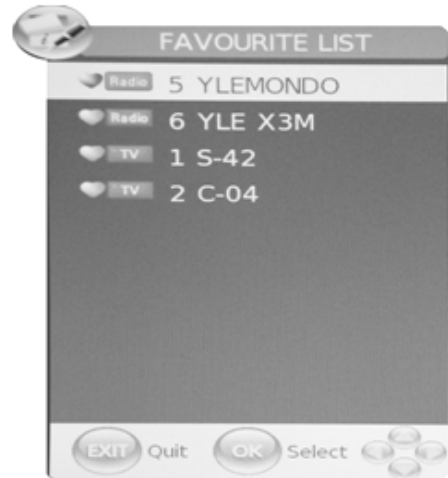 FAVOURITE LIST
Radio 5 YLEMONDO
Radio 6 YLE X3M
TV 1 S-42
TV 2 C-04
EXIT Quit OK Select